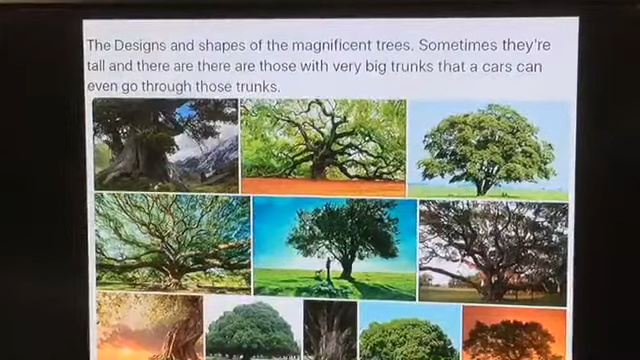 The Designs and shapes of the magnificent trees. Sometimes they're
tall and there are there are those with very big trunks that a cars can
even go through those trunks.